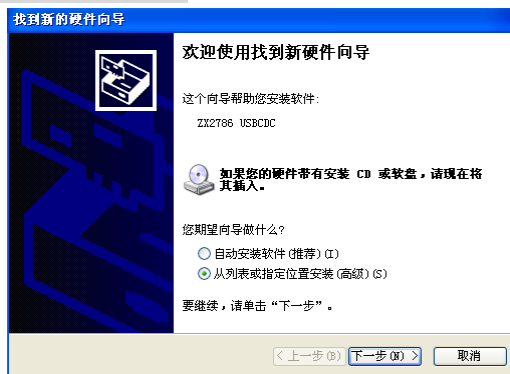 找到新的硬件向导
欢迎使用找到新硬件向导
这个向导帮助您安装软件:
ZX2786 USBCDC
如果您的硬件带有安装 CD 或软盘，请现在将
其插入。
您期望向导做什么?
自动安装软件(推荐)(I)
从列表或指定位置安装(高级)(S)
要继续，请单击“下一步”。
< 上一步(B) 下一步(N) > 取消